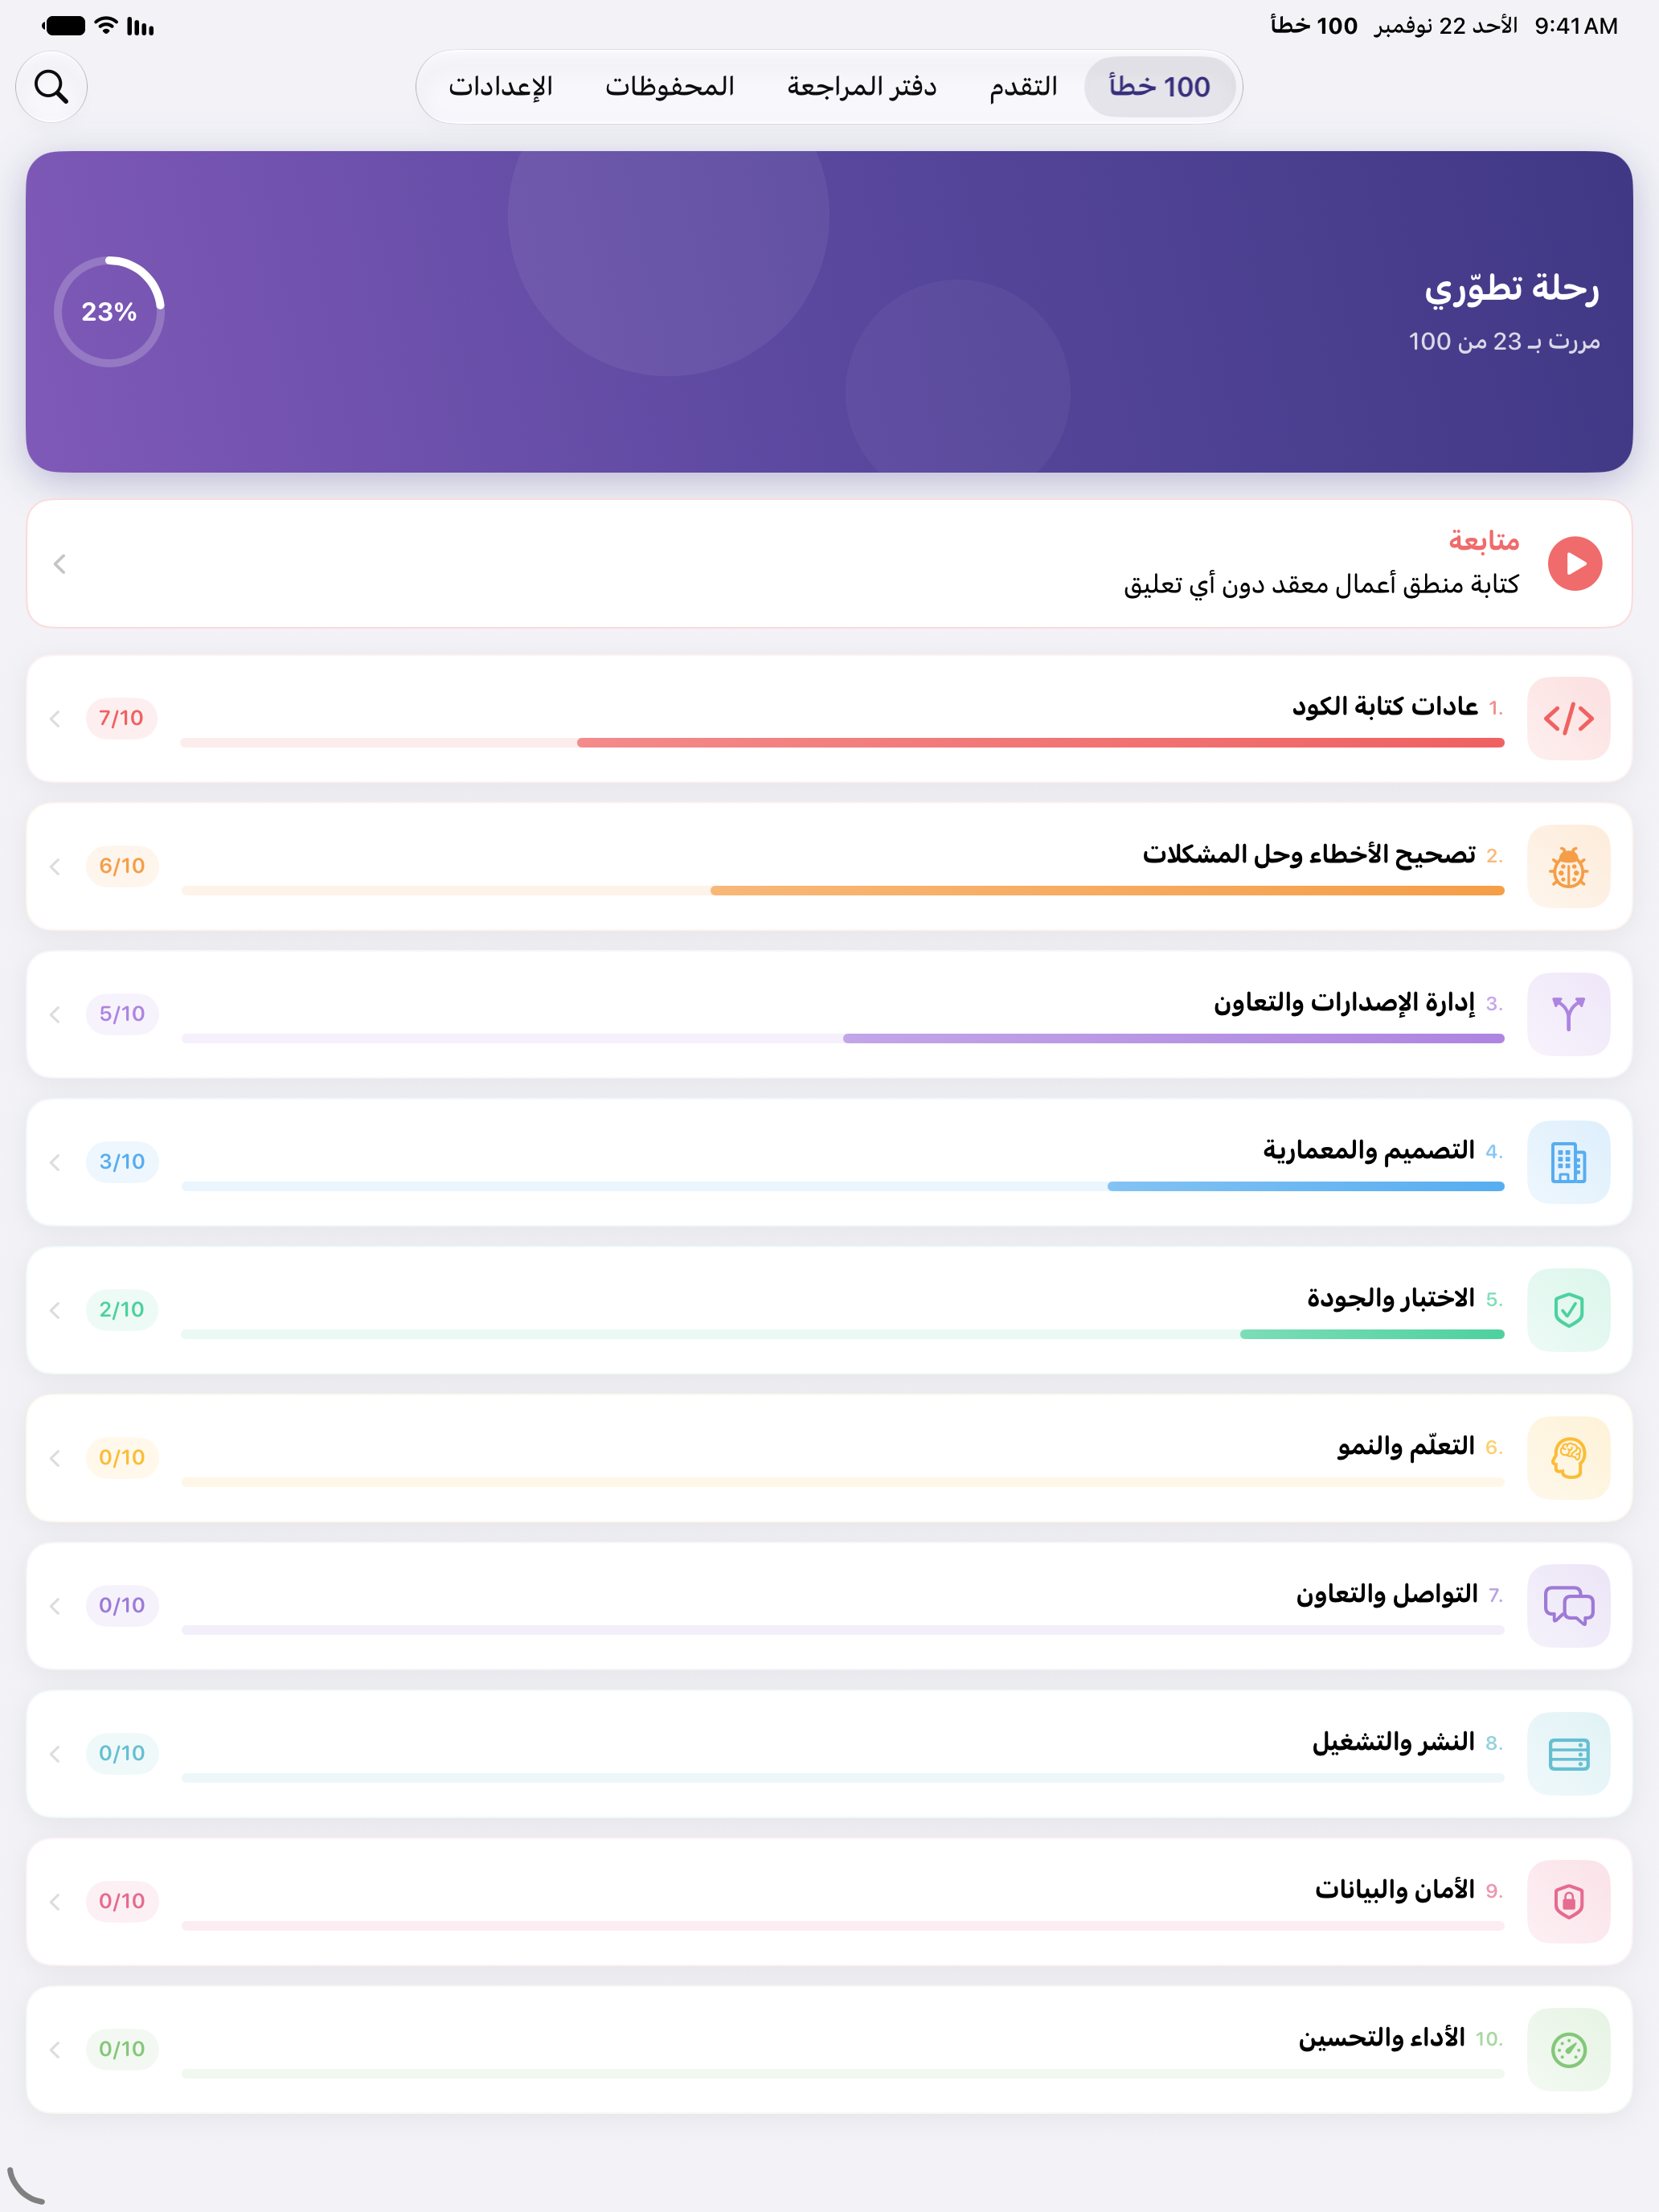 9:41 AM الأحد 22 نوفمبر 100 خطأ
100 خطأ
التقدم
دفتر المراجعة
المحفوظات
الإعدادات
رحلة تطوّري
مررت بـ 23 من 100
23%
متابعة
كتابة منطق أعمال معقد دون أي تعليق
1. عادات كتابة الكود
7/10
2. تصحيح الأخطاء وحل المشكلات
6/10
3. إدارة الإصدارات والتعاون
5/10
4. التصميم والمعمارية
3/10
5. الاختبار والجودة
2/10
6. التعلّم والنمو
0/10
7. التواصل والتعاون
0/10
8. النشر والتشغيل
0/10
9. الأمان والبيانات
0/10
10. الأداء والتحسين
0/10